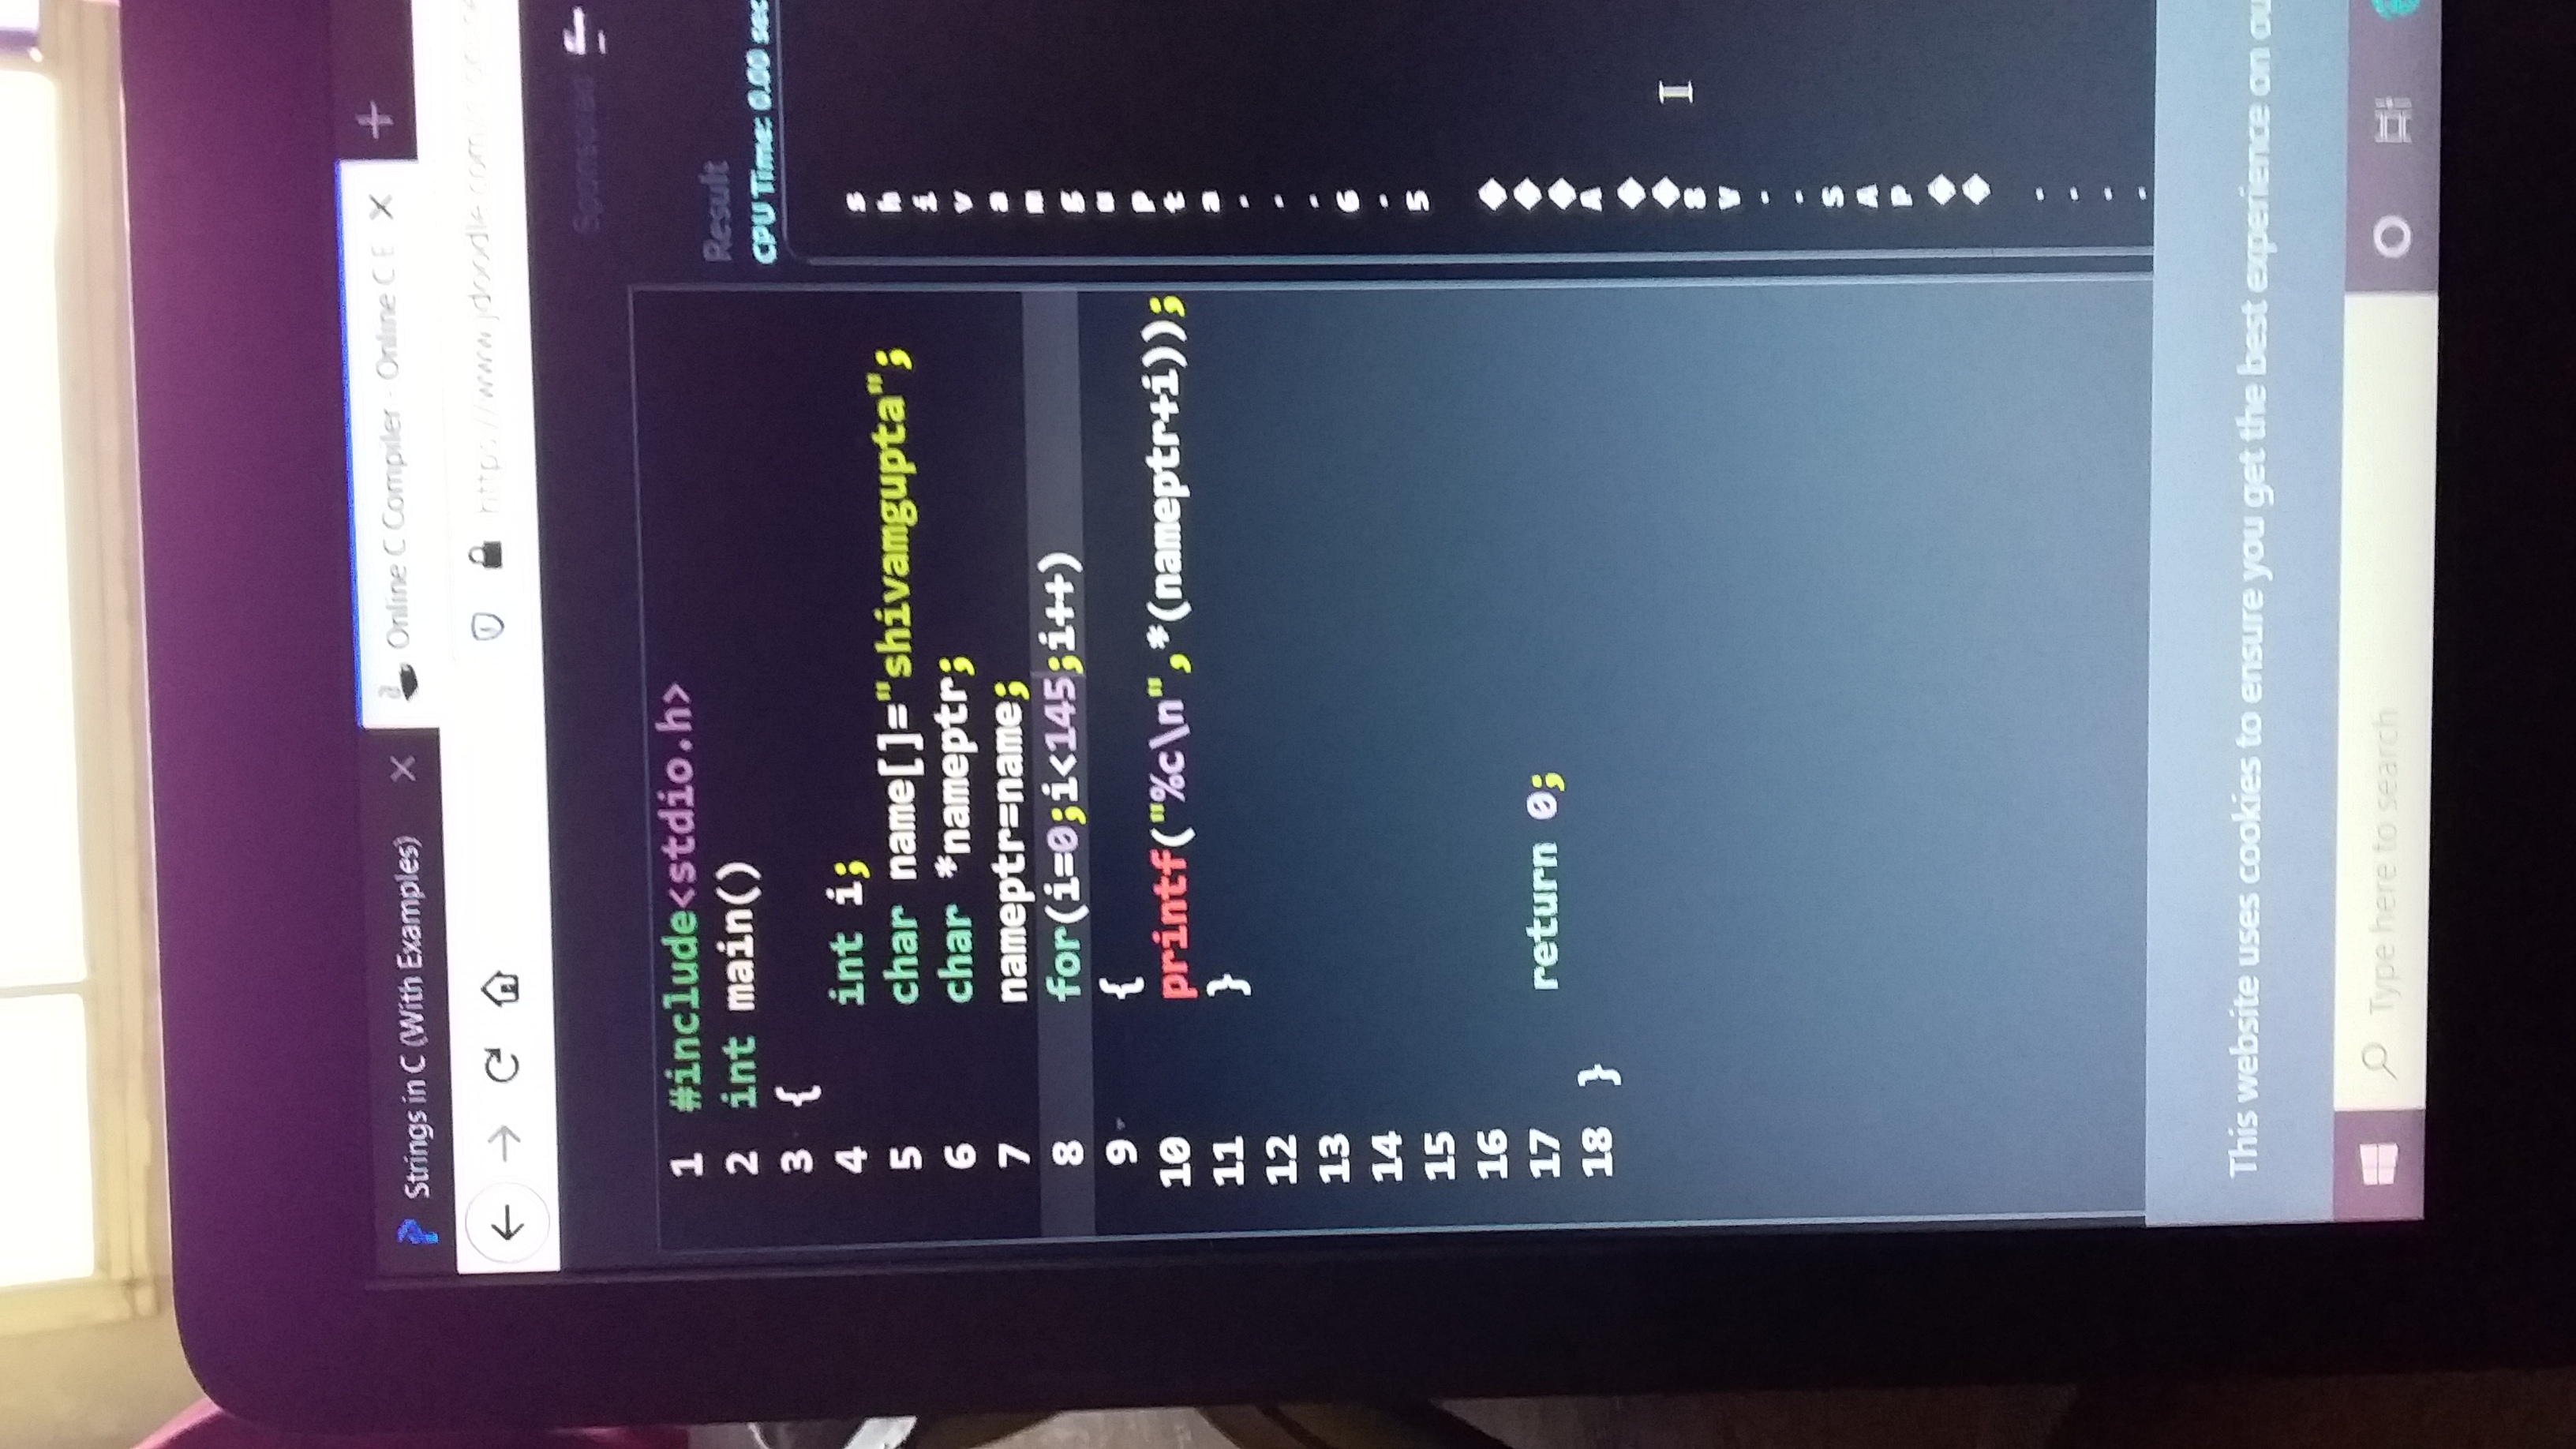 Strings in C (With Examples)
Online C Compiler - Online C E
https://www.jdoodle.com/
Sponsored
1 #include<stdio.h>
2 int main()
3 {
4 int i;
5 char name[]="shivamgupta";
6 char *nameptr;
7 nameptr=name;
8 for(i=0;i<145;i++)
9 {
10 printf("%c\n",*(nameptr+i));
11 }
12
13
14
15
16
17 return 0;
18 }
Result
CPU Time: 0.00 sec
s
h
i
v
a
m
g
u
p
t
a
-
-
-
6
-
5
�
�
�
A
�
�
V
-
-
S
A
P
�
�
-
-
-
-
This website uses cookies to ensure you get the best experience on ou
Type here to search